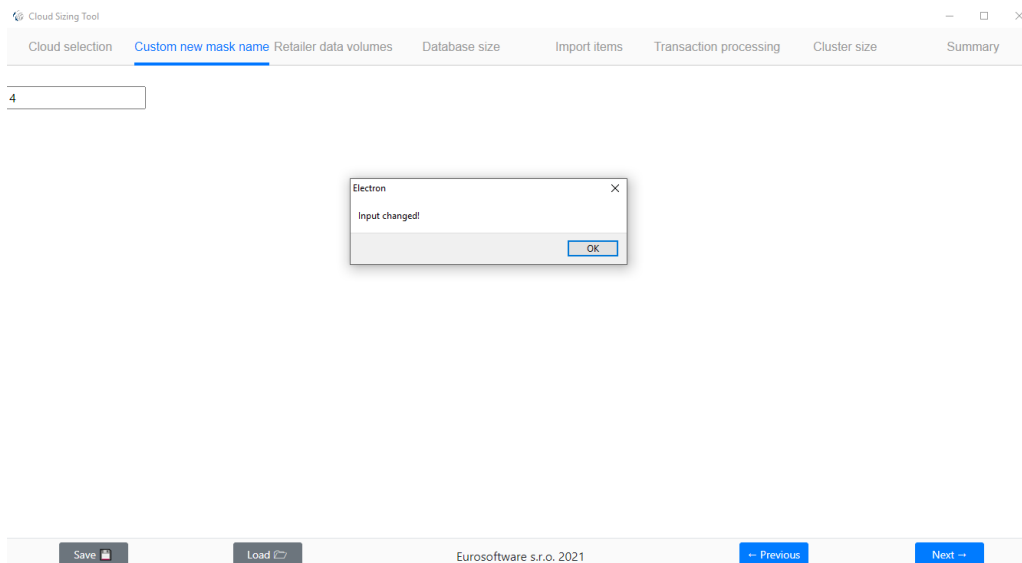 Cloud Sizing Tool
Cloud selection Custom new mask name Retailer data volumes Database size Import items Transaction processing Cluster size Summary
4
Electron
Input changed!
OK
Save Load Eurosoftware s.r.o. 2021 ← Previous Next →